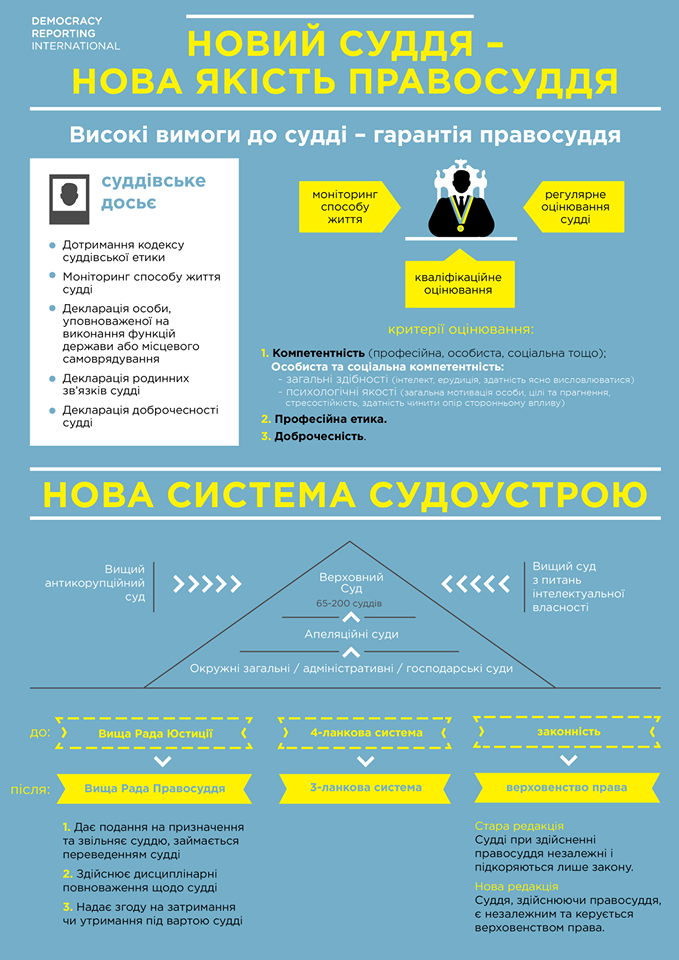 DEMOCRACY
REPORTING
INTERNATIONAL
НОВИЙ СУДДЯ –
НОВА ЯКІСТЬ ПРАВОСУДДЯ
Високі вимоги до судді – гарантія правосуддя
суддівське
досьє
Дотримання кодексу
суддівської етики
Моніторинг способу життя
судді
Декларація особи,
уповноваженої на
виконання функцій
держави або місцевого
самоврядування
Декларація родинних
зв'язків судді
Декларація доброчесності
судді
моніторинг
способу
життя
регулярне
оцінювання
судді
кваліфікаційне
оцінювання
критерії оцінювання:
1. Компетентність (професійна, особиста, соціальна тощо);
Особиста та соціальна компетентність:
– загальні здібності (інтелект, ерудиція, здатність ясно висловлюватися)
– психологічні якості (загальна мотивація особи, цілі та прагнення,
стресостійкість, здатність чинити опір сторонньому впливу)
2. Професійна етика.
3. Доброчесність.
НОВА СИСТЕМА СУДОУСТРОЮ
Вищий
антикорупційний
суд
Верховний
Суд
65-200 суддів
Апеляційні суди
Окружні загальні / адміністративні / господарські суди
Вищий суд
з питань
інтелектуальної
власності
до:
Вища Рада Юстиції
4-ланкова система
законність
після:
Вища Рада Правосуддя
3-ланкова система
верховенство права
1. Дає подання на призначення
та звільняє суддю, займається
переведенням судді
2. Здійснює дисциплінарні
повноваження щодо судді
3. Надає згоду на затримання
чи утримання під вартою судді
Стара редакція
Судді при здійсненні
правосуддя незалежні і
підкоряються лише закону.
Нова редакція
Суддя, здійснюючи правосуддя,
є незалежним та керується
верховенством права.